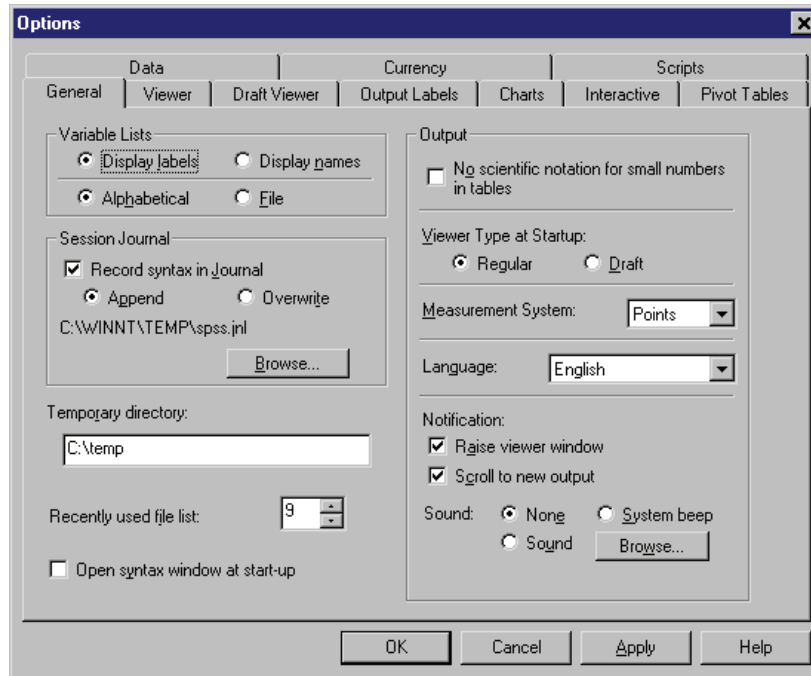 Options
Data
Currency
Scripts
General
Viewer
Draft Viewer
Output Labels
Charts
Interactive
Pivot Tables
Variable Lists
Display labels
Display names
Alphabetical
File
Session Journal
Record syntax in Journal
Append
Overwrite
C:\WINNT\TEMP\spss.jnl
Browse...
Temporary directory:
C:\temp
Recently used file list:
9
Open syntax window at start-up
Output
No scientific notation for small numbers
in tables
Viewer Type at Startup:
Regular
Draft
Measurement System:
Points
Language:
English
Notification:
Raise viewer window
Scroll to new output
Sound:
None
System beep
Sound
Browse...
OK
Cancel
Apply
Help